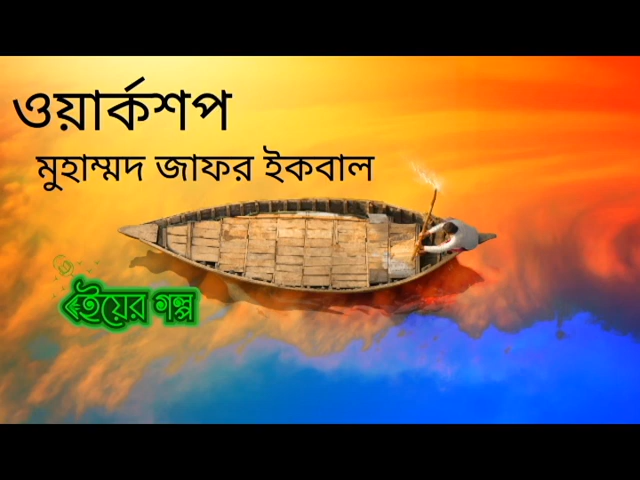 ওয়ার্কশপ
মুহাম্মদ জাফর ইকবাল
বইয়ের গল্প